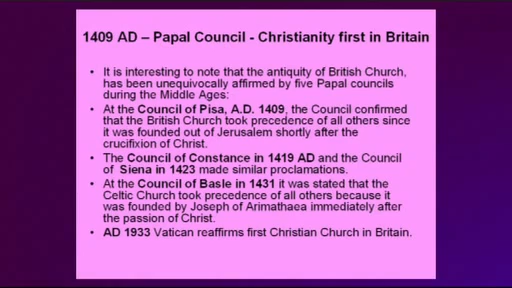 1409 AD – Papal Council - Christianity first in Britain
• It is interesting to note that the antiquity of British Church,
has been unequivocally affirmed by five Papal councils
during the Middle Ages:
• At the Council of Pisa, A.D. 1409, the Council confirmed
that the British Church took precedence of all others since
it was founded out of Jerusalem shortly after the
crucifixion of Christ.
• The Council of Constance in 1419 AD and the Council
of Siena in 1423 made similar proclamations.
• At the Council of Basle in 1431 it was stated that the
Celtic Church took precedence of all others because it
was founded by Joseph of Arimathaea immediately after
the passion of Christ.
• AD 1933 Vatican reaffirms first Christian Church in Britain.